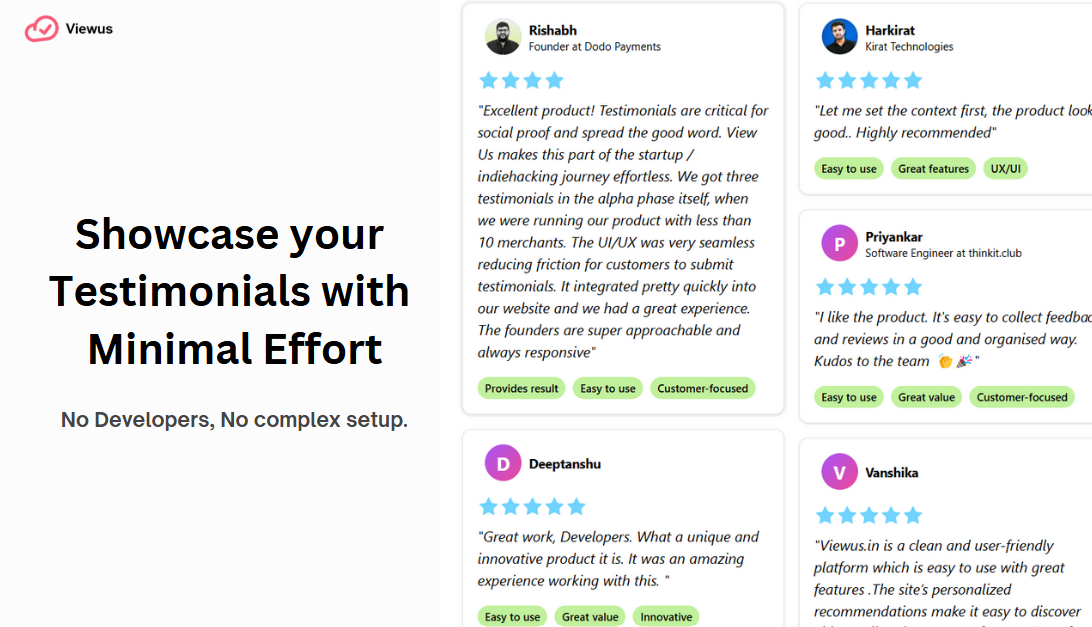 Viewus
Showcase your
Testimonials with
Minimal Effort
No Developers, No complex setup.
Rishabh
Founder at Dodo Payments
"Excellent product! Testimonials are critical for
social proof and spread the good word. View
Us makes this part of the startup /
indiehacking journey effortless. We got three
testimonials in the alpha phase itself, when
we were running our product with less than
10 merchants. The UI/UX was very seamless
reducing friction for customers to submit
testimonials. It integrated pretty quickly into
our website and we had a great experience.
The founders are super approachable and
always responsive"
Provides result Easy to use Customer-focused
D
Deeptanshu
"Great work, Developers. What a unique and
innovative product it is. It was an amazing
experience working with this. "
Easy to use Great value Innovative
Harkirat
Kirat Technologies
"Let me set the context first, the product look
good.. Highly recommended"
Easy to use Great features UX/UI
P
Priyankar
Software Engineer at thinkit.club
"I like the product. It's easy to collect feedbac
and reviews in a good and organised way.
Kudos to the team 👏🎉"
Easy to use Great value Customer-focused
V
Vanshika
"Viewus.in is a clean and user-friendly
platform which is easy to use with great
features .The site's personalized
recommendations make it easy to discover